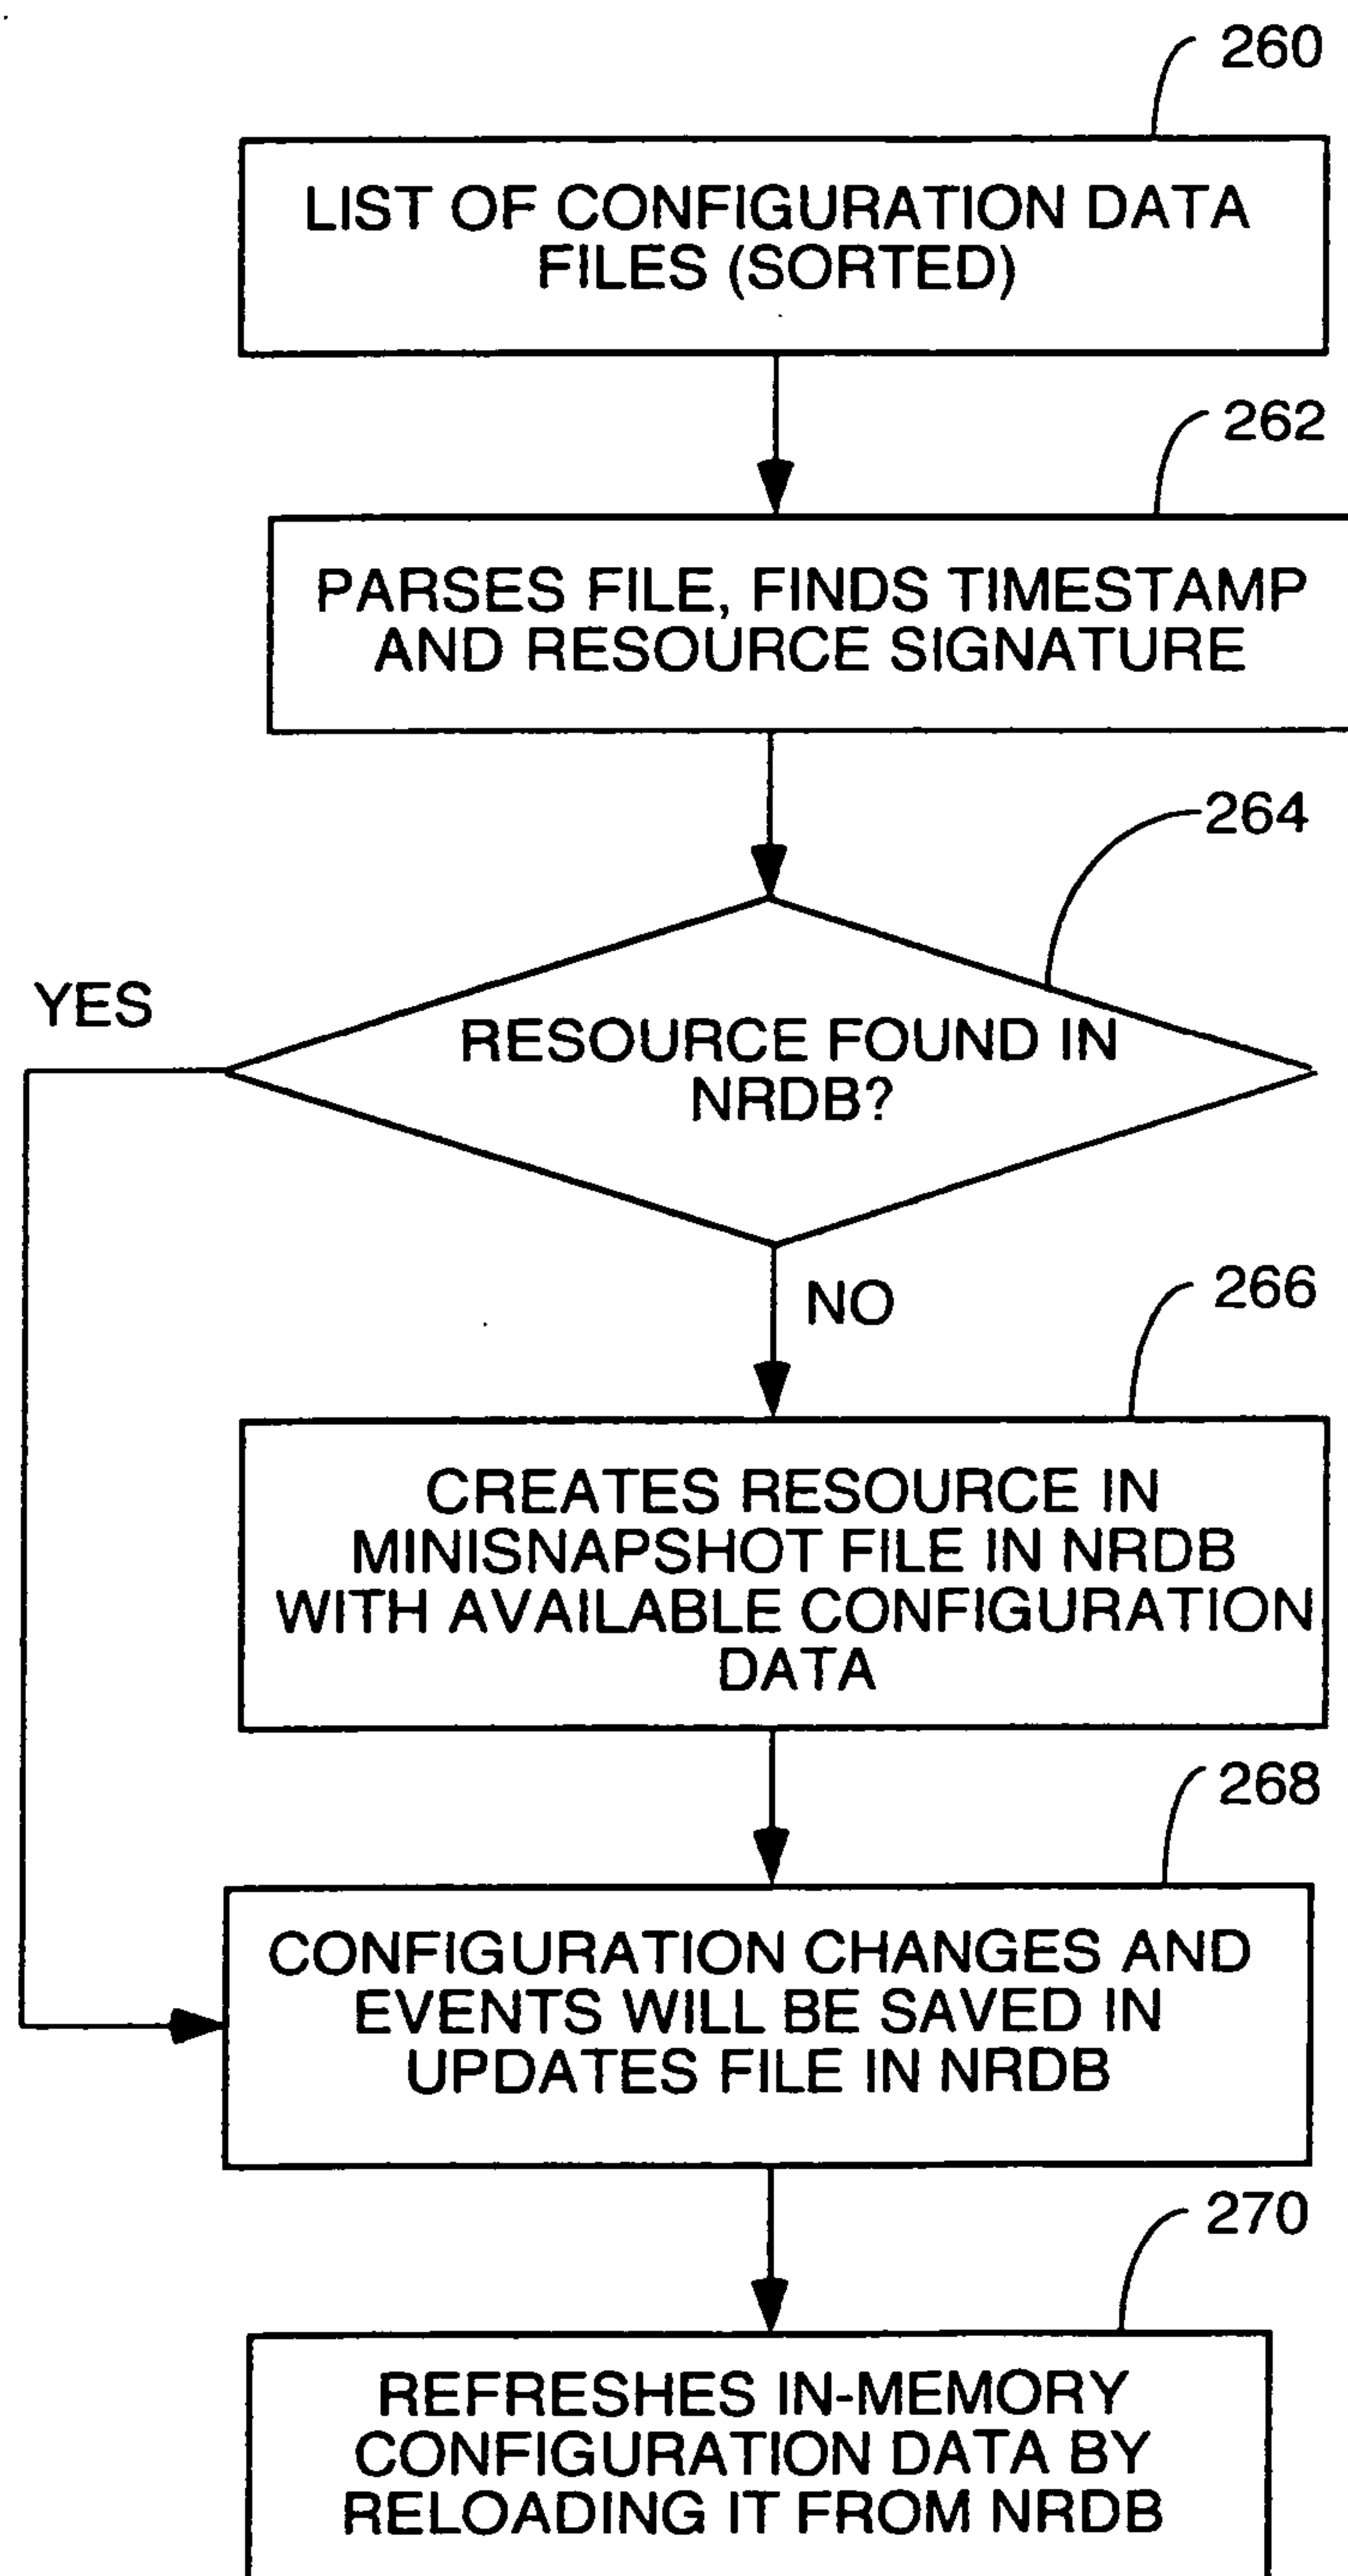 260
LIST OF CONFIGURATION DATA
FILES (SORTED)
262
PARSES FILE, FINDS TIMESTAMP
AND RESOURCE SIGNATURE
264
YES
RESOURCE FOUND IN
NRDB?
NO
266
CREATES RESOURCE IN
MINISNAPSHOT FILE IN NRDB
WITH AVAILABLE CONFIGURATION
DATA
268
CONFIGURATION CHANGES AND
EVENTS WILL BE SAVED IN
UPDATES FILE IN NRDB
270
REFRESHES IN-MEMORY
CONFIGURATION DATA BY
RELOADING IT FROM NRDB